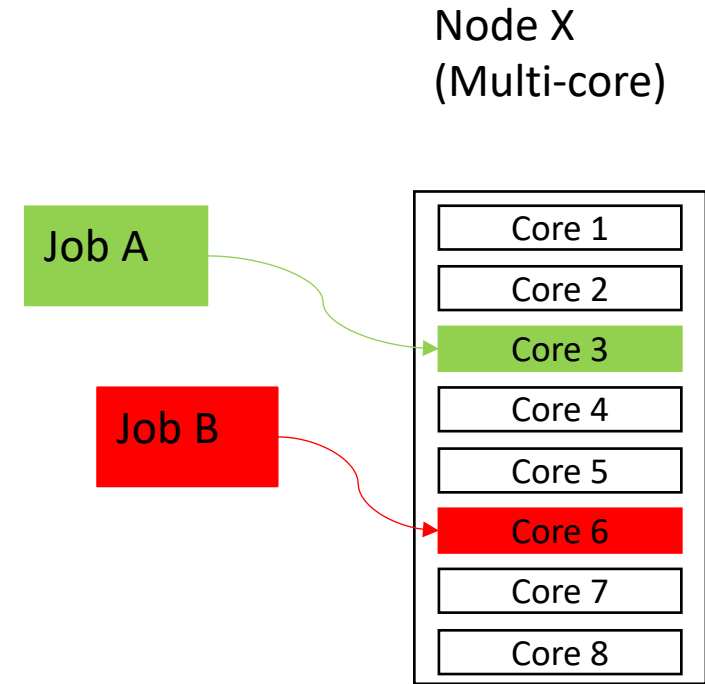 Node X
(Multi-core)
Job A
Job B
Core 1
Core 2
Core 3
Core 4
Core 5
Core 6
Core 7
Core 8